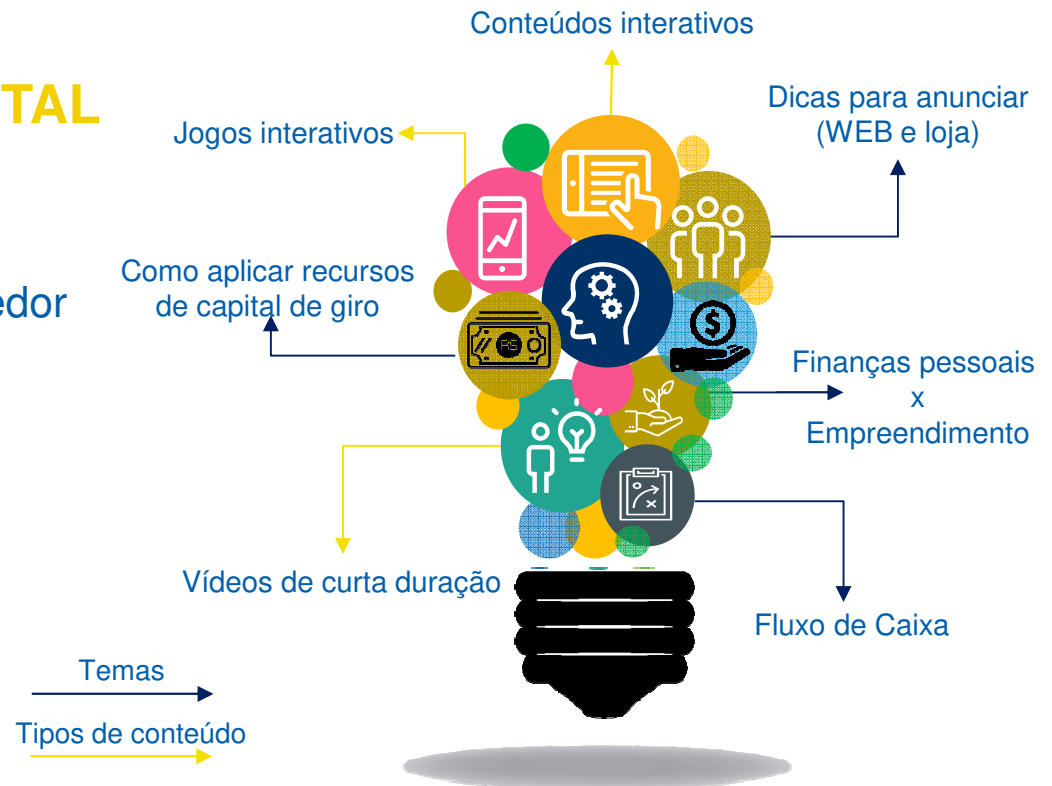 Conteúdos interativos
TAL
Dicas para anunciar
(WEB e loja)
Jogos interativos
Como aplicar recursos
de capital de giro
edor
Finanças pessoais
x
Empreendimento
Vídeos de curta duração
Fluxo de Caixa
Temas
Tipos de conteúdo